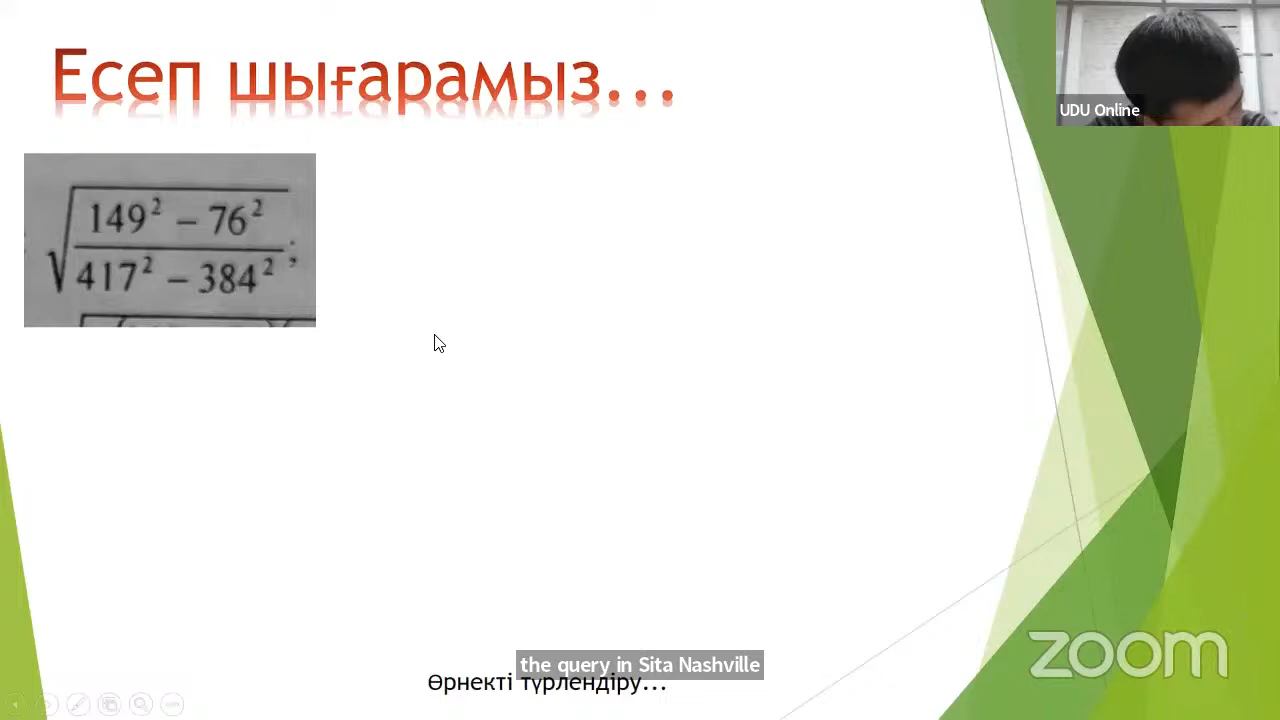 Есеп шығарамыз...
UDU Online
√((149² − 76²)/(417² − 384²));
the query in Sita Nashville
Өрнекті түрлендіру...
zoom